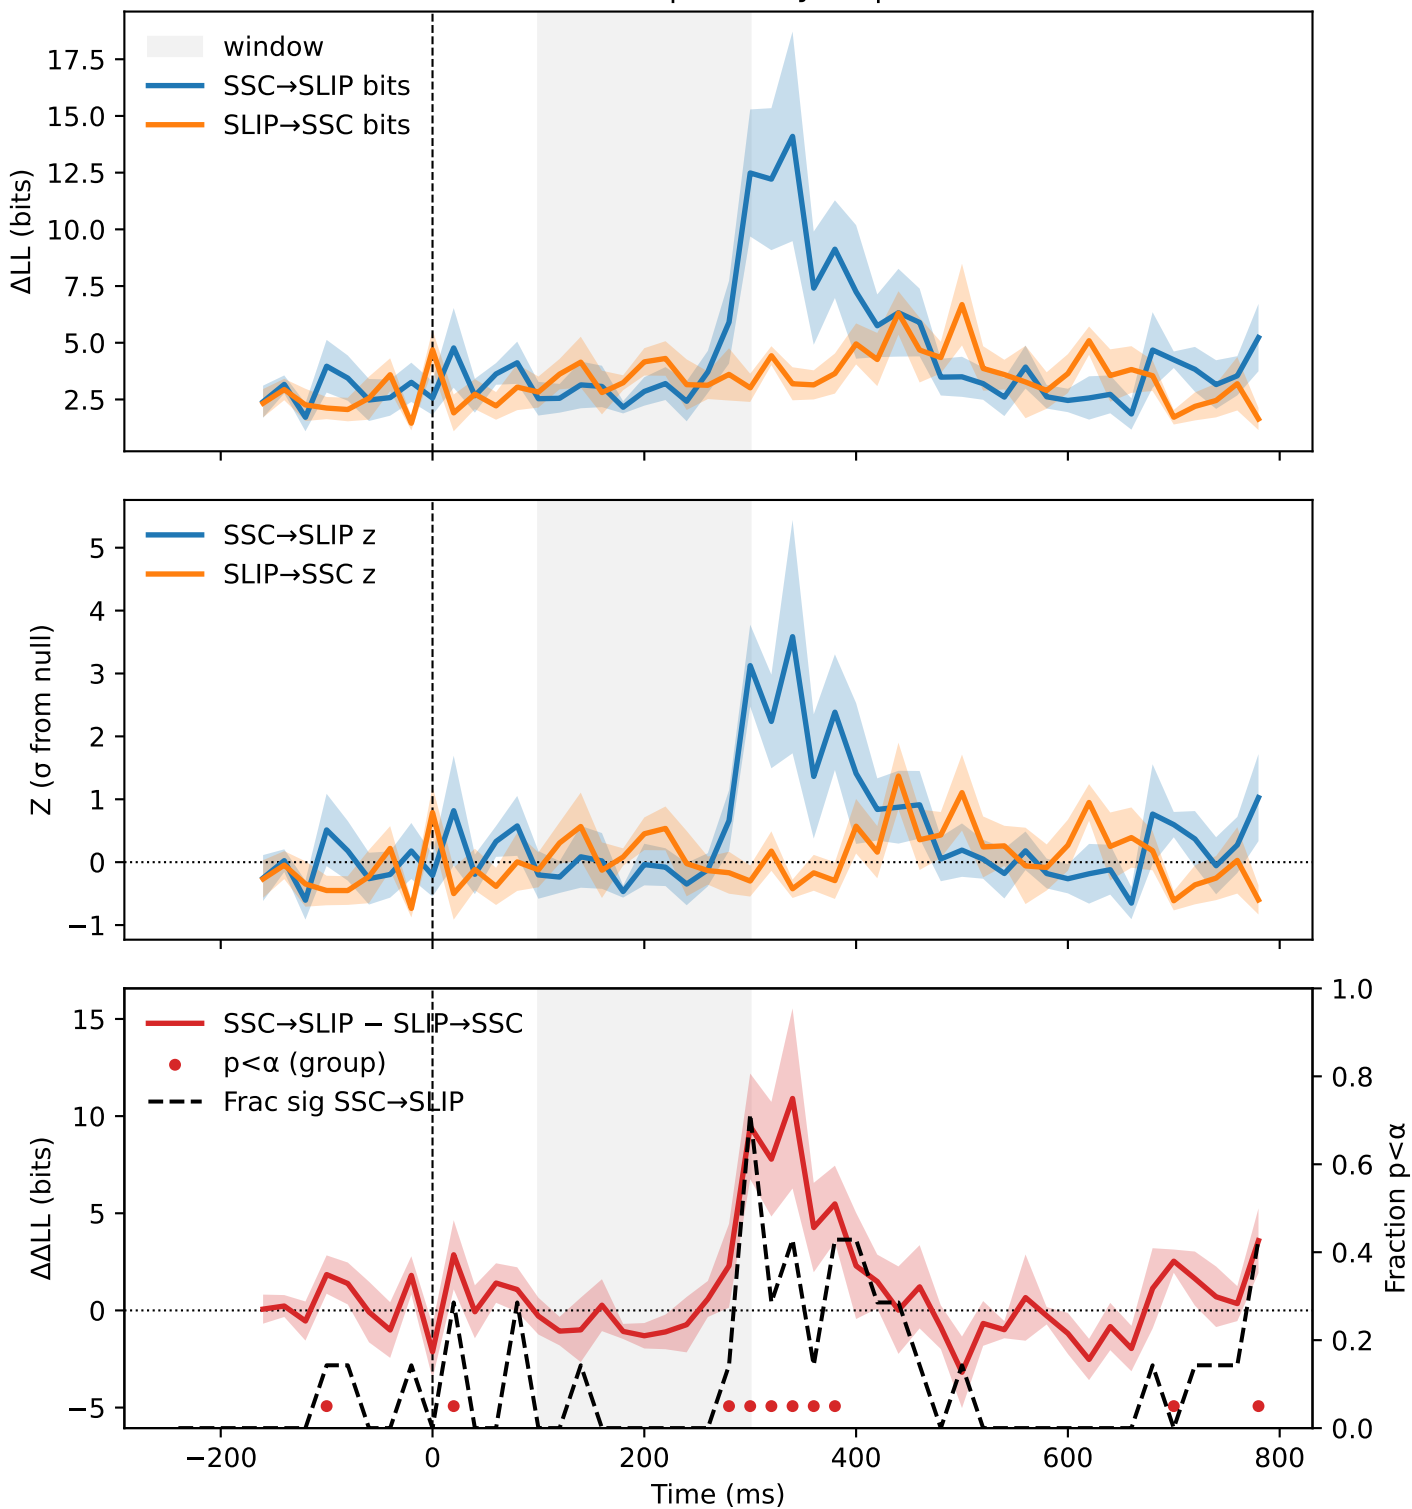 window
SSC→SLIP bits
SLIP→SSC bits
ΔLL (bits)
17.5
15.0
12.5
10.0
7.5
5.0
2.5
SSC→SLIP z
SLIP→SSC z
Z (σ from null)
5
4
3
2
1
0
−1
SSC→SLIP − SLIP→SSC
p<α (group)
Frac sig SSC→SLIP
ΔΔLL (bits)
15
10
5
0
−5
1.0
0.8
0.6
0.4
0.2
0.0
Fraction p<α
−200 0 200 400 600 800
Time (ms)